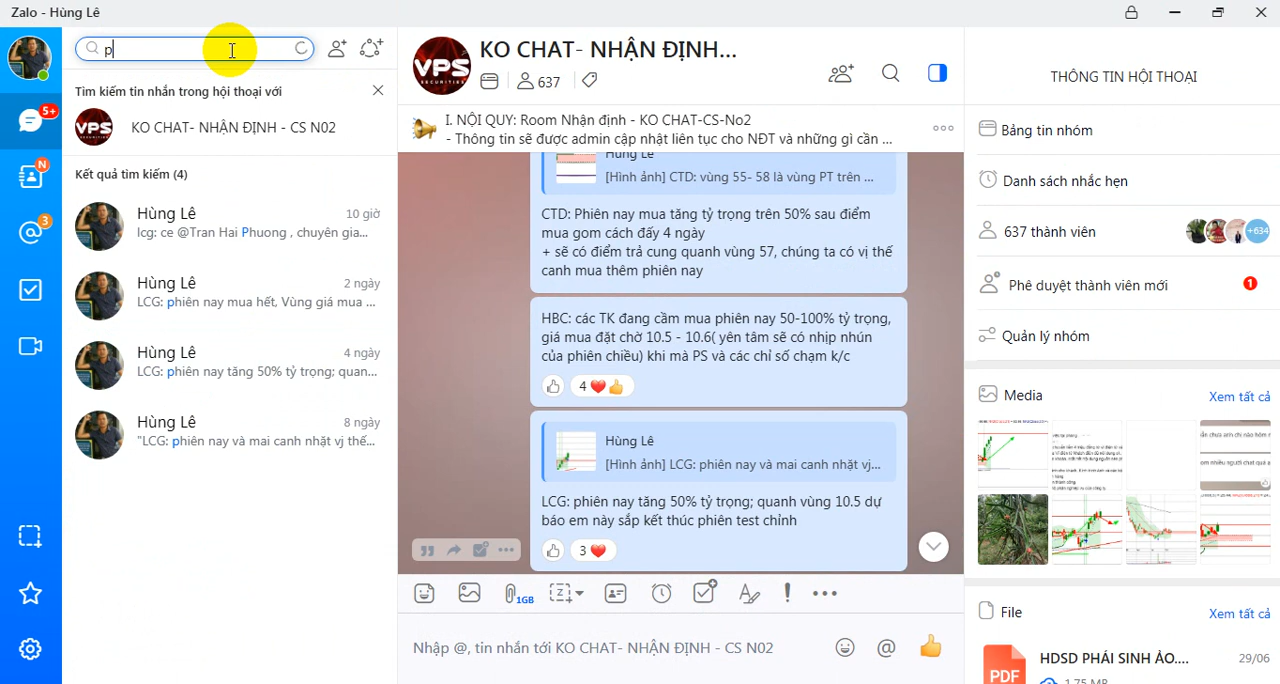 Zalo - Hùng Lê
p
5+
N
3
Tìm kiếm tin nhắn trong hội thoại với
VPS
KO CHAT- NHẬN ĐỊNH - CS N02
Kết quả tìm kiếm (4)
Hùng Lê
10 giờ
lcg: ce @Tran Hai Phuong , chuyên gia...
Hùng Lê
2 ngày
LCG: phiên nay mua hết, Vùng giá mua ...
Hùng Lê
4 ngày
LCG: phiên nay tăng 50% tỷ trọng; quan...
Hùng Lê
8 ngày
"LCG: phiên nay và mai canh nhặt vị thế...
VPS
SECURITIES
KO CHAT- NHẬN ĐỊNH...
637
I. NỘI QUY: Room Nhận định - KO CHAT-CS-No2
- Thông tin sẽ được admin cập nhật liên tục cho NĐT và những gì cần ...
Hùng Lê
[Hình ảnh] CTD: vùng 55- 58 là vùng PT trên ...
CTD: Phiên nay mua tăng tỷ trọng trên 50% sau điểm
mua gom cách đấy 4 ngày
+ sẽ có điểm trả cung quanh vùng 57, chúng ta có vị thế
canh mua thêm phiên nay
HBC: các TK đang cầm mua phiên nay 50-100% tỷ trọng,
giá mua đặt chờ 10.5 - 10.6( yên tâm sẽ có nhịp nhún
của phiên chiều) khi mà PS và các chỉ số chạm k/c
4
Hùng Lê
[Hình ảnh] LCG: phiên nay và mai canh nhặt vị...
LCG: phiên nay tăng 50% tỷ trọng; quanh vùng 10.5 dự
báo em này sắp kết thúc phiên test chỉnh
3
1GB
Nhập @, tin nhắn tới KO CHAT- NHẬN ĐỊNH - CS N02
THÔNG TIN HỘI THOẠI
Bảng tin nhóm
Danh sách nhắc hẹn
637 thành viên
+634
Phê duyệt thành viên mới
1
Quản lý nhóm
Media
Xem tất cả
File
Xem tất cả
PDF
HDSD PHÁI SINH ẢO....
29/06
1.75 MB